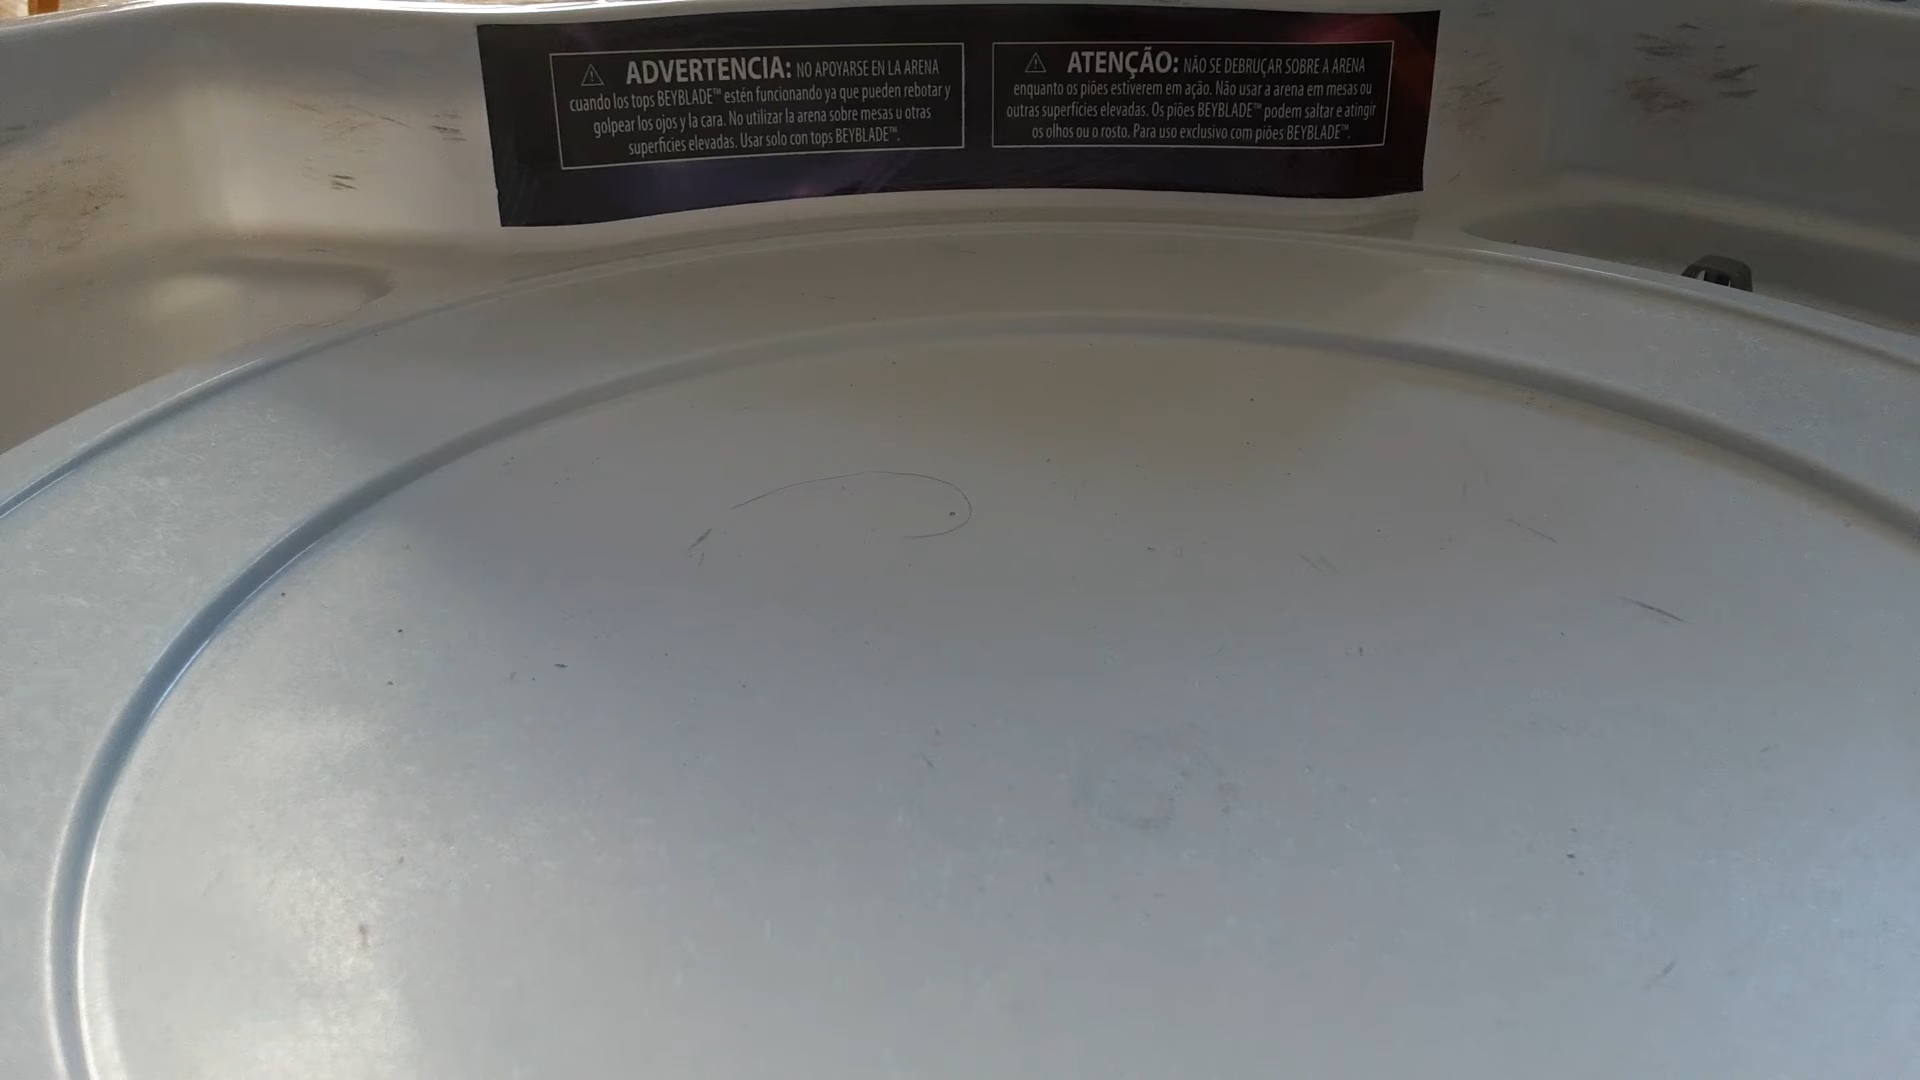 ADVERTENCIA: NO APOYARSE EN LA ARENA
cuando los tops BEYBLADE™ estén funcionando ya que pueden rebotar y
golpear los ojos y la cara. No utilizar la arena sobre mesas u otras
superficies elevadas. Usar solo con tops BEYBLADE™.
ATENÇÃO: NÃO SE DEBRUÇAR SOBRE A ARENA
enquanto os piões estiverem em ação. Não usar a arena em mesas ou
outras superfícies elevadas. Os piões BEYBLADE™ podem saltar e atingir
os olhos ou o rosto. Para uso exclusivo com piões BEYBLADE™.